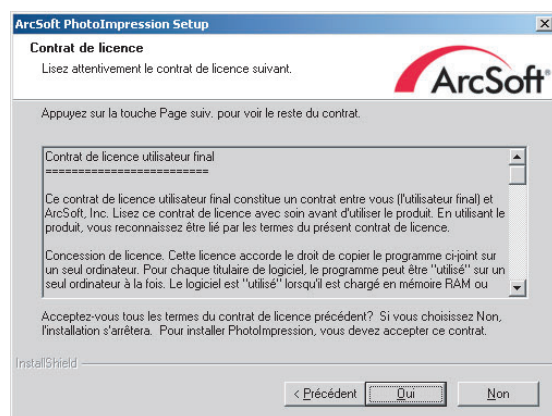 ArcSoft PhotoImpression Setup
Contrat de licence
Lisez attentivement le contrat de licence suivant.
ArcSoft®
Appuyez sur la touche Page suiv. pour voir le reste du contrat.
Contrat de licence utilisateur final
==========================
Ce contrat de licence utilisateur final constitue un contrat entre vous (l'utilisateur final) et
ArcSoft, Inc. Lisez ce contrat de licence avec soin avant d'utiliser le produit. En utilisant le
produit, vous reconnaissez être lié par les termes du présent contrat de licence.
Concession de licence. Cette licence accorde le droit de copier le programme ci-joint sur
un seul ordinateur. Pour chaque titulaire de logiciel, le programme peut être "utilisé" sur un
seul ordinateur à la fois. Le logiciel est "utilisé" lorsqu'il est chargé en mémoire RAM ou
Acceptez-vous tous les termes du contrat de licence précédent? Si vous choisissez Non,
l'installation s'arrêtera. Pour installer PhotoImpression, vous devez accepter ce contrat.
InstallShield
< Précédent
Oui
Non